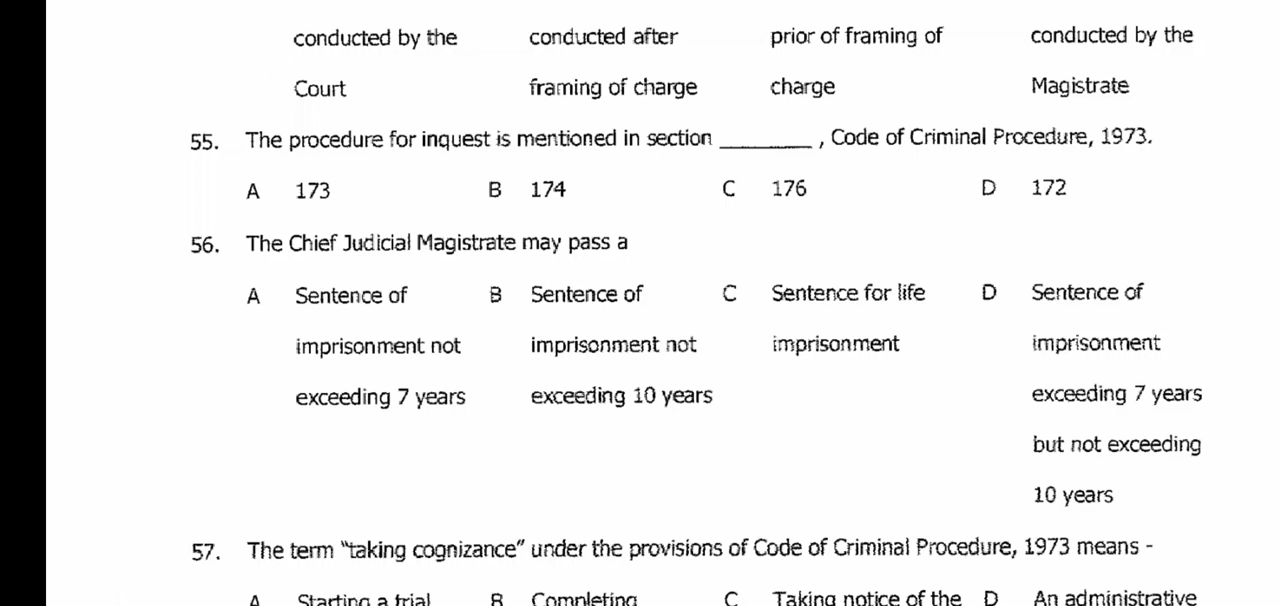 conducted by the conducted after prior of framing of conducted by the
Court framing of charge charge Magistrate
55. The procedure for inquest is mentioned in section ________ , Code of Criminal Procedure, 1973.
A 173 B 174 C 176 D 172
56. The Chief Judicial Magistrate may pass a
A Sentence of B Sentence of C Sentence for life D Sentence of
imprisonment not imprisonment not imprisonment imprisonment
exceeding 7 years exceeding 10 years exceeding 7 years
but not exceeding
10 years
57. The term “taking cognizance” under the provisions of Code of Criminal Procedure, 1973 means -
A Starting a trial B Completing C Taking notice of the D An administrative